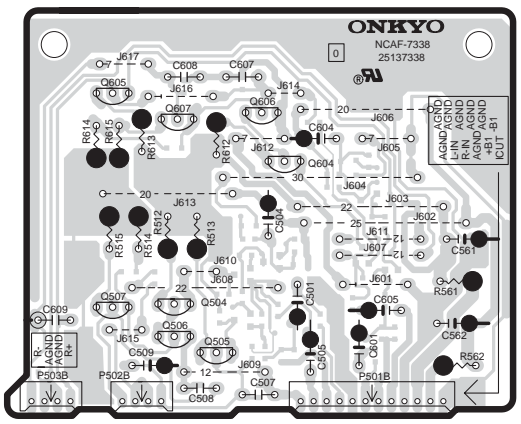 ONKYO
NCAF-7338
25137338
0
®
J617
7
C608
C607
Q605
J616
Q607
J614
Q606
20
J606
R614
R615
R613
R612
7
J612
C604
7
J605
Q604
30
J604
AGND
AGND
L-IN
AGND
R-IN
AGND
AGND
AGND
+B1
-B1
ICUT
20
J613
R512
R513
R515
R514
C504
22
J603
25
J602
J611
12
J607
12
C561
J610
J608
22
J601
R561
Q507
Q504
C501
C605
C609
J615
Q506
C505
C601
C562
R-
AGND
AGND
R+
C509
Q505
12
J609
R562
P503B
P502B
C508
C507
P501B